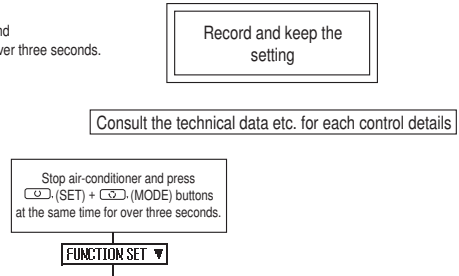 nd
ver three seconds.
Record and keep the
setting
Consult the technical data etc. for each control details
Stop air-conditioner and press
(SET) + (MODE) buttons
at the same time for over three seconds.
FUNCTION SET ▼